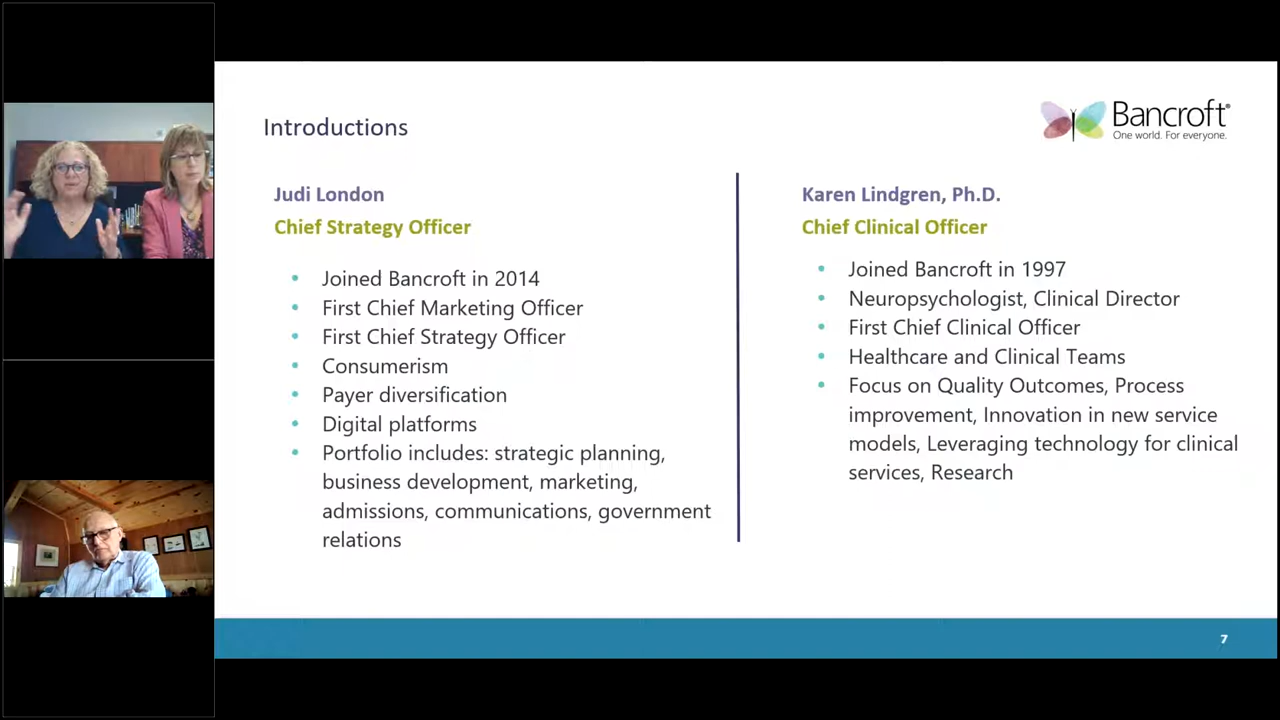 Introductions
Bancroft®
One world. For everyone.
Judi London
Chief Strategy Officer
• Joined Bancroft in 2014
• First Chief Marketing Officer
• First Chief Strategy Officer
• Consumerism
• Payer diversification
• Digital platforms
• Portfolio includes: strategic planning,
business development, marketing,
admissions, communications, government
relations
Karen Lindgren, Ph.D.
Chief Clinical Officer
• Joined Bancroft in 1997
• Neuropsychologist, Clinical Director
• First Chief Clinical Officer
• Healthcare and Clinical Teams
• Focus on Quality Outcomes, Process
improvement, Innovation in new service
models, Leveraging technology for clinical
services, Research
7